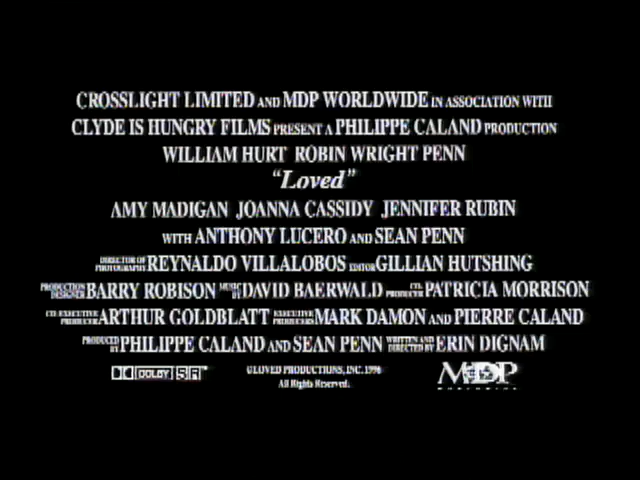 CROSSLIGHT LIMITED AND MDP WORLDWIDE IN ASSOCIATION WITH
CLYDE IS HUNGRY FILMS PRESENT A PHILIPPE CALAND PRODUCTION
WILLIAM HURT ROBIN WRIGHT PENN
"Loved"
AMY MADIGAN JOANNA CASSIDY JENNIFER RUBIN
WITH ANTHONY LUCERO AND SEAN PENN
DIRECTOR OF PHOTOGRAPHY REYNALDO VILLALOBOS EDITOR GILLIAN HUTSHING
PRODUCTION DESIGNER BARRY ROBISON MUSIC BY DAVID BAERWALD CO-PRODUCER PATRICIA MORRISON
CO-EXECUTIVE PRODUCER ARTHUR GOLDBLATT EXECUTIVE PRODUCERS MARK DAMON AND PIERRE CALAND
PRODUCED BY PHILIPPE CALAND AND SEAN PENN WRITTEN AND DIRECTED BY ERIN DIGNAM
DOLBY SR ™ ©LOVED PRODUCTIONS, INC. 1996
All Rights Reserved.
MDP
WORLDWIDE